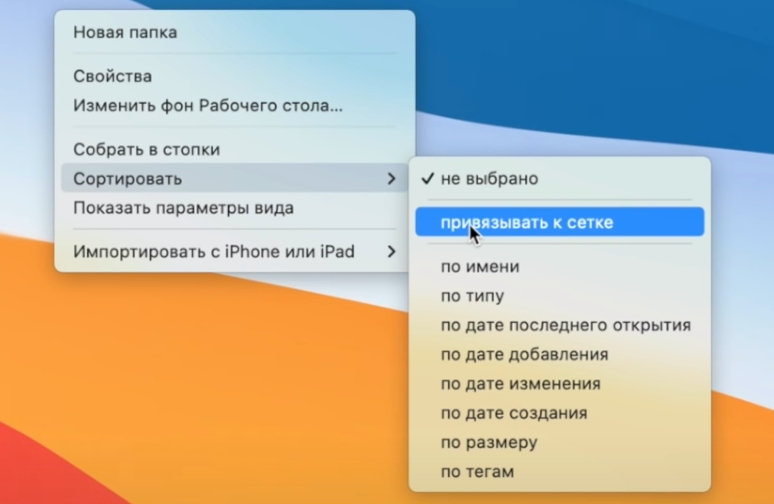 Новая папка
Свойства
Изменить фон Рабочего стола...
Собрать в стопки
Сортировать
Показать параметры вида
Импортировать с iPhone или iPad
не выбрано
привязывать к сетке
по имени
по типу
по дате последнего открытия
по дате добавления
по дате изменения
по дате создания
по размеру
по тегам